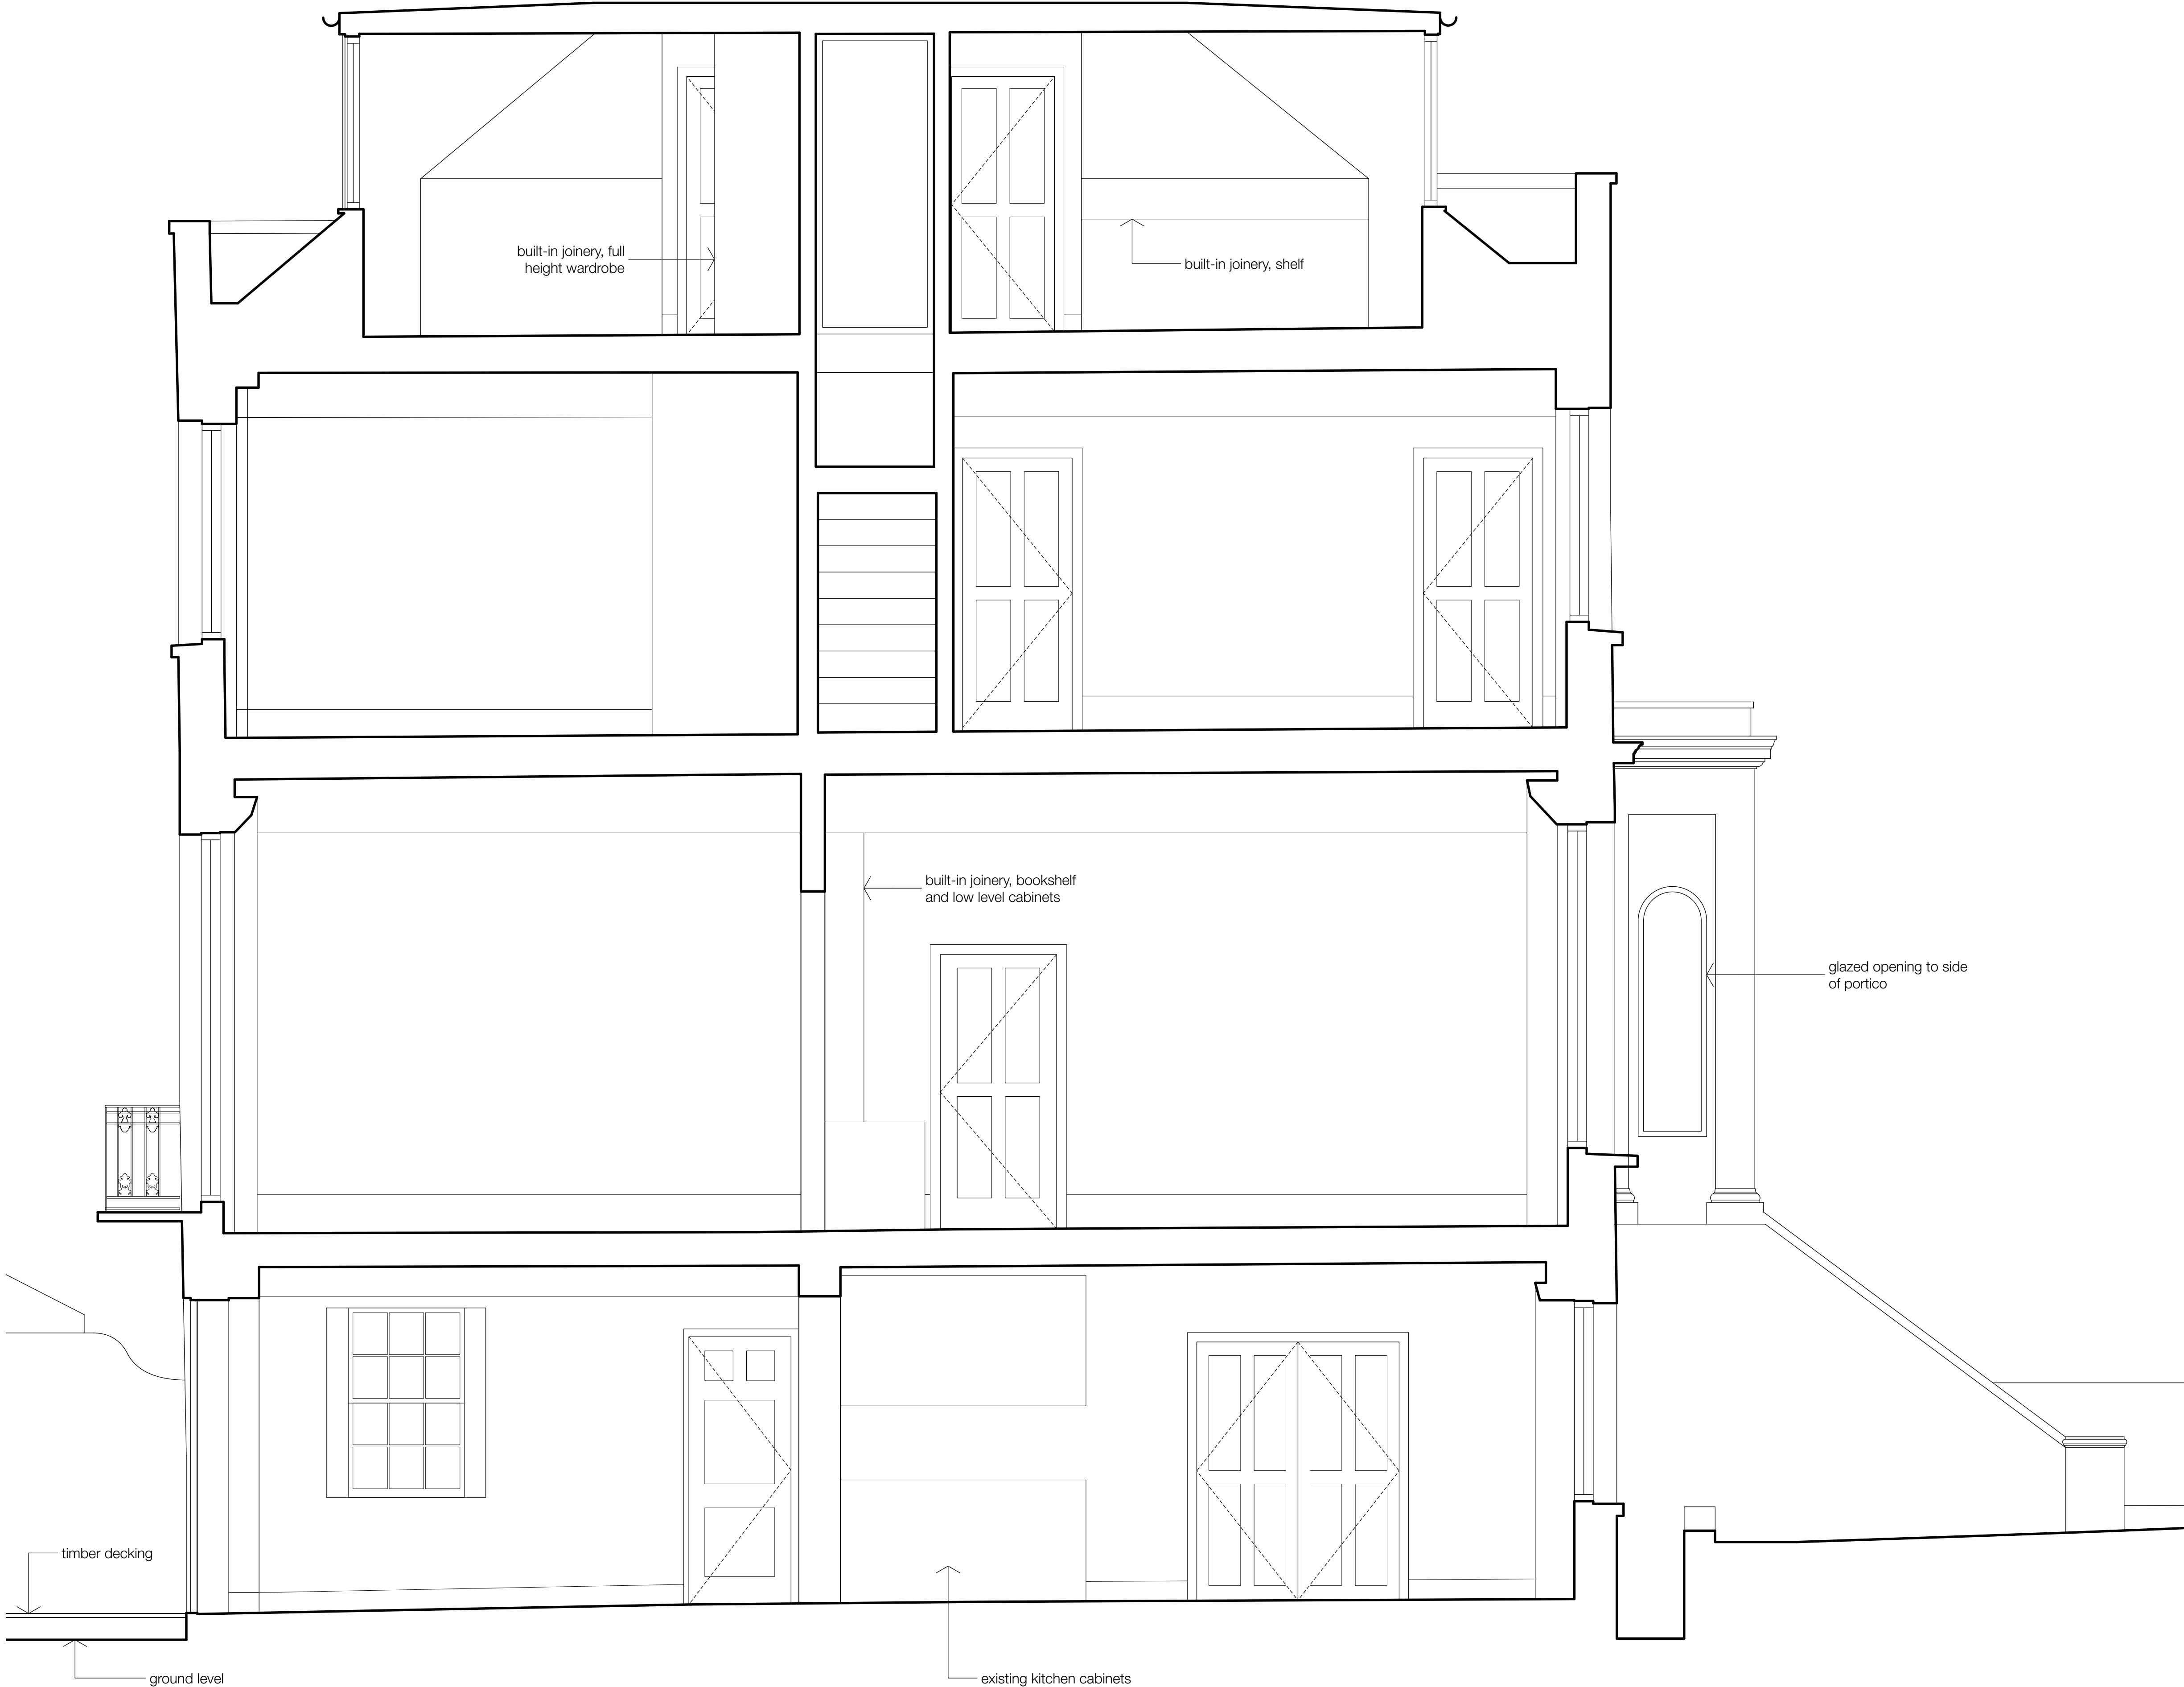 built-in joinery, full
height wardrobe
built-in joinery, shelf
built-in joinery, bookshelf
and low level cabinets
glazed opening to side
of portico
timber decking
ground level
existing kitchen cabinets